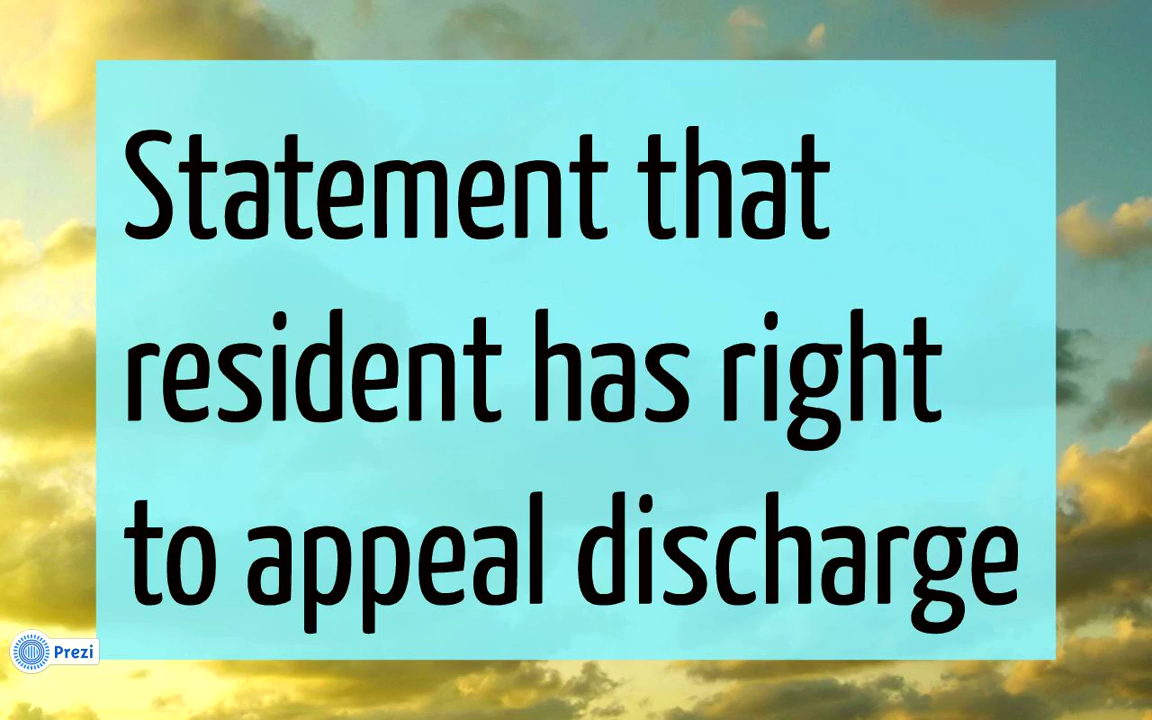 Statement that
resident has right
to appeal discharge
Prezi